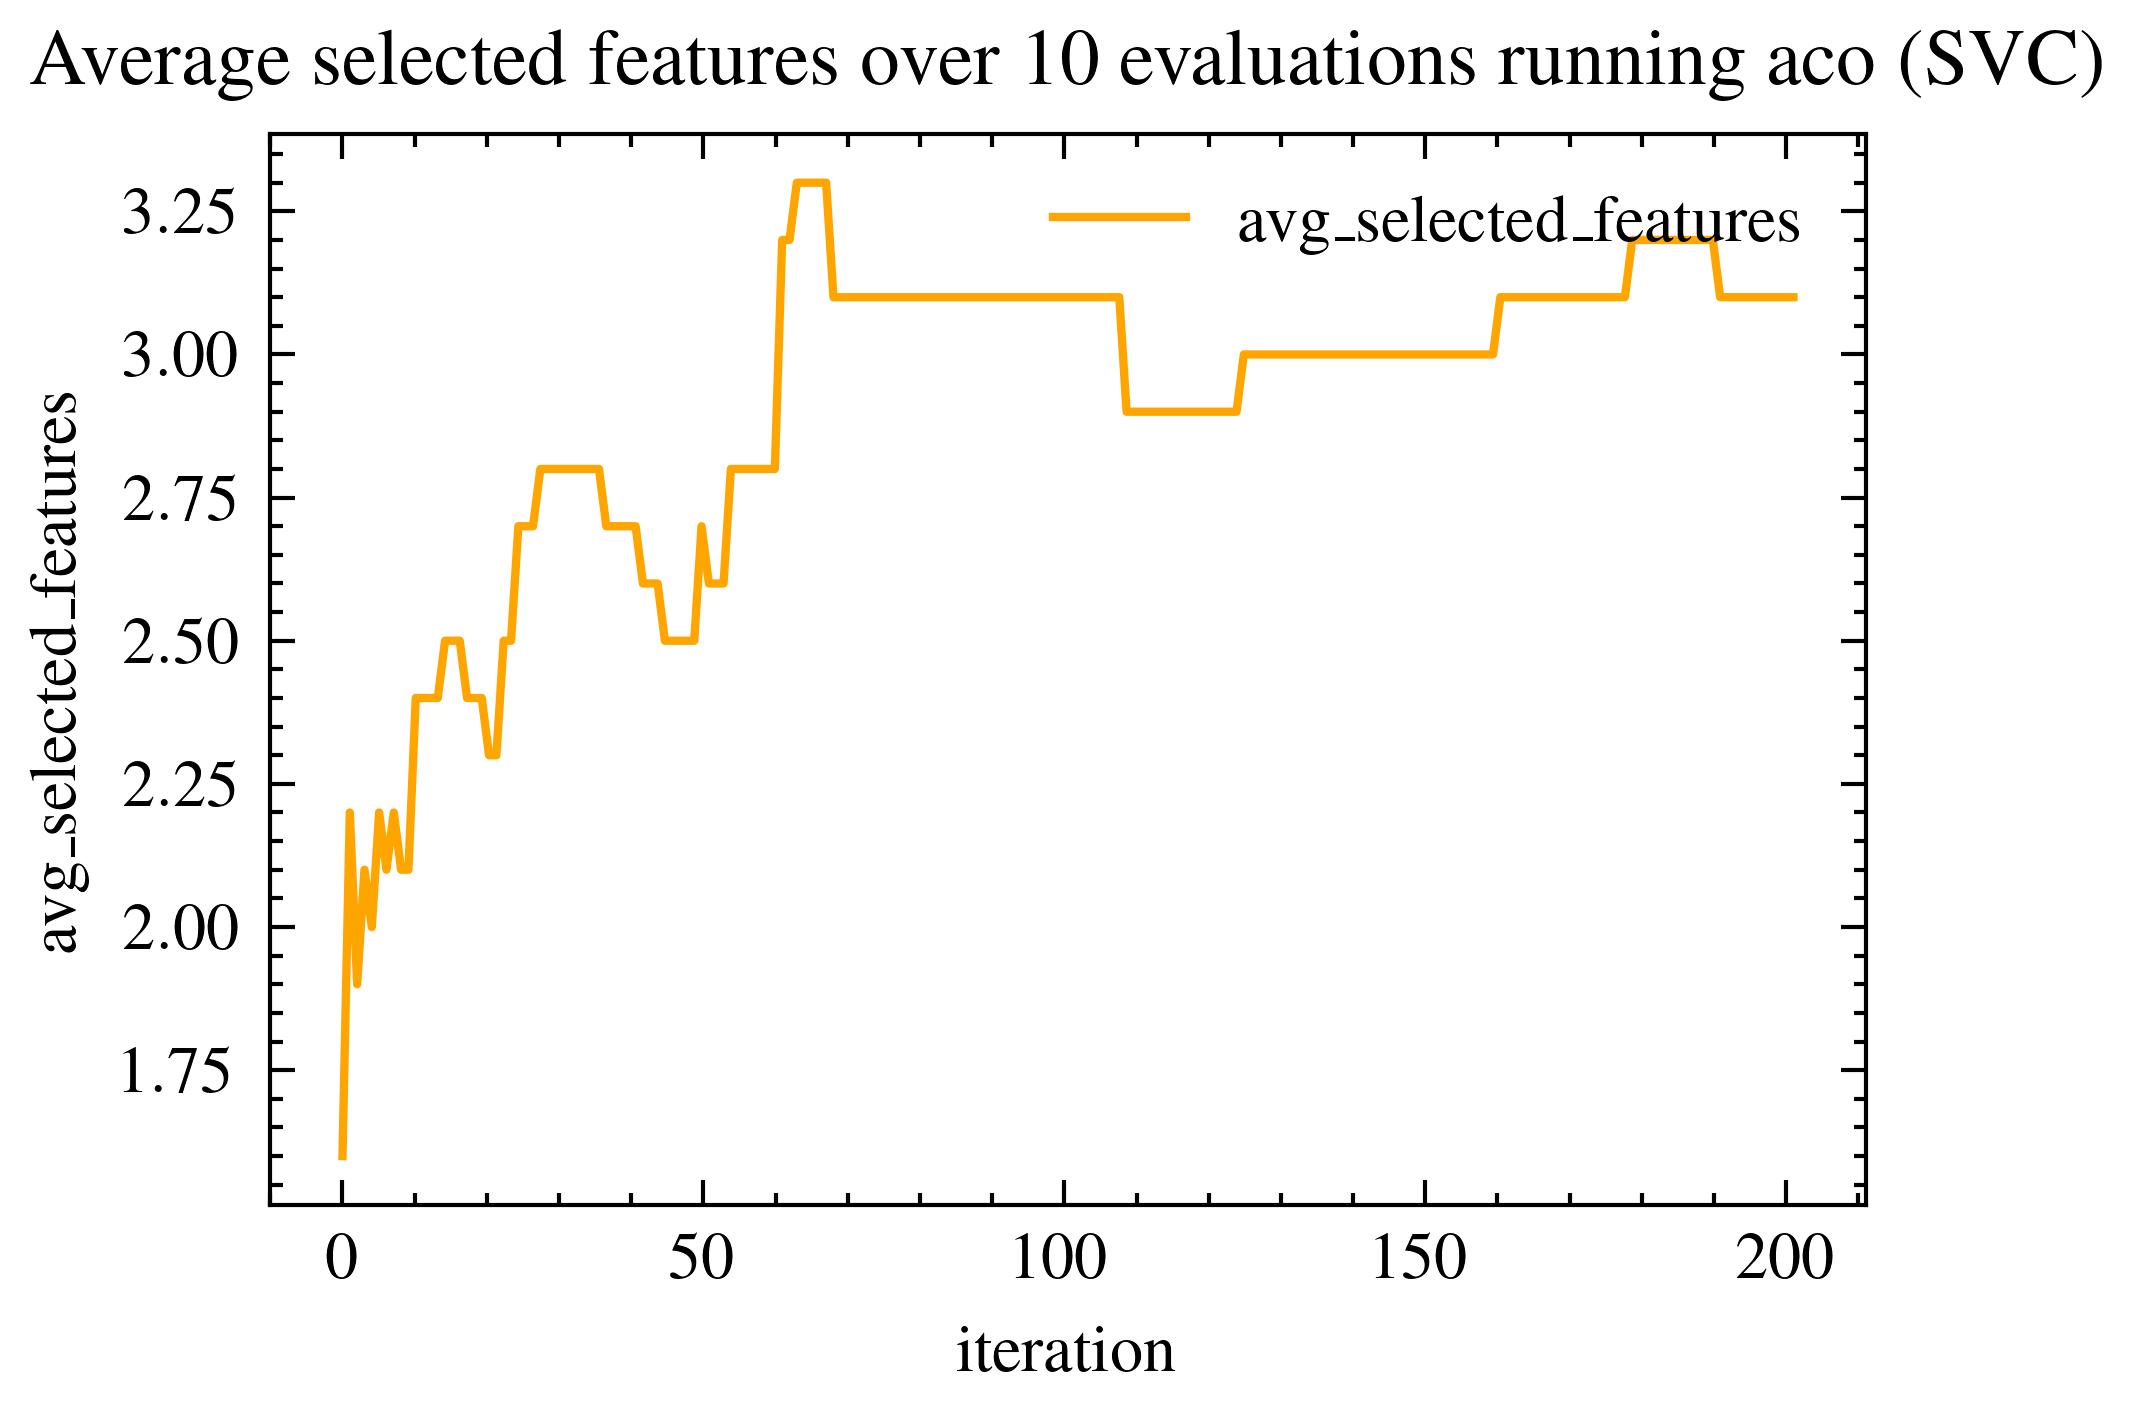 Average selected features over 10 evaluations running aco (SVC)
avg_selected_features
3.25
3.00
2.75
2.50
2.25
2.00
1.75
avg_selected_features
0 50 100 150 200
iteration